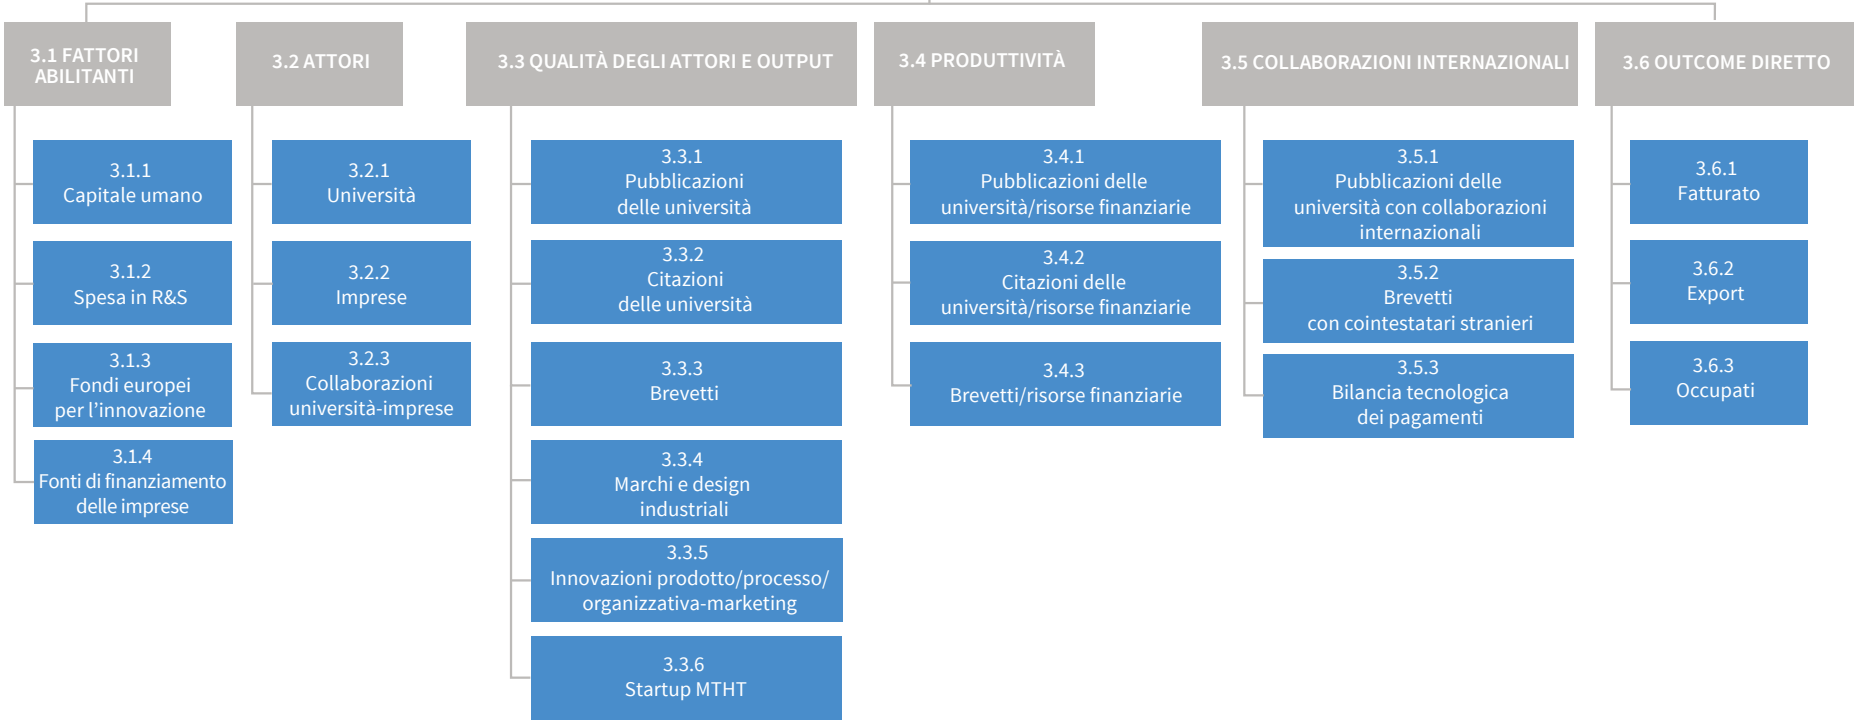 3.1 FATTORI
ABILITANTI
3.1.1
Capitale umano
3.1.2
Spesa in R&S
3.1.3
Fondi europei
per l’innovazione
3.1.4
Fonti di finanziamento
delle imprese
3.2 ATTORI
3.2.1
Università
3.2.2
Imprese
3.2.3
Collaborazioni
università-imprese
3.3 QUALITÀ DEGLI ATTORI E OUTPUT
3.3.1
Pubblicazioni
delle università
3.3.2
Citazioni
delle università
3.3.3
Brevetti
3.3.4
Marchi e design
industriali
3.3.5
Innovazioni prodotto/processo/
organizzativa-marketing
3.3.6
Startup MTHT
3.4 PRODUTTIVITÀ
3.4.1
Pubblicazioni delle
università/risorse finanziarie
3.4.2
Citazioni delle
università/risorse finanziarie
3.4.3
Brevetti/risorse finanziarie
3.5 COLLABORAZIONI INTERNAZIONALI
3.5.1
Pubblicazioni delle
università con collaborazioni
internazionali
3.5.2
Brevetti
con cointestatari stranieri
3.5.3
Bilancia tecnologica
dei pagamenti
3.6 OUTCOME DIRETTO
3.6.1
Fatturato
3.6.2
Export
3.6.3
Occupati